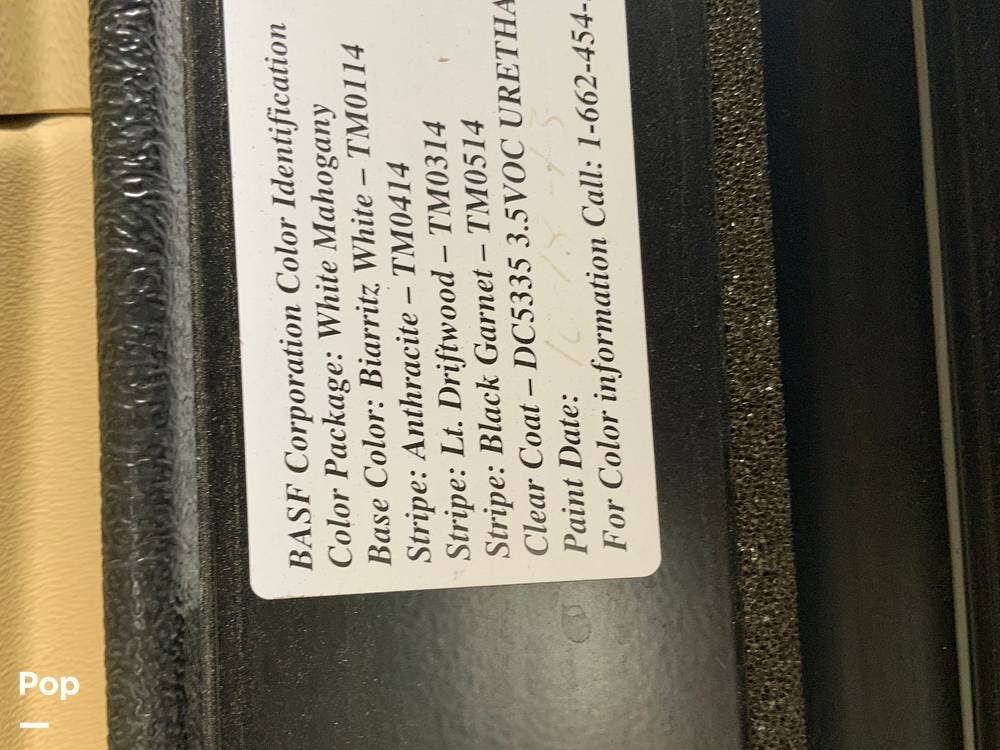 BASF Corporation Color Identification
Color Package: White Mahogany
Base Color: Biarritz White – TM0114
Stripe: Anthracite – TM0414
Stripe: Lt. Driftwood – TM0314
Stripe: Black Garnet – TM0514
Clear Coat – DC5335 3.5VOC URETHA
Paint Date:
For Color information Call: 1-662-454-
Pop